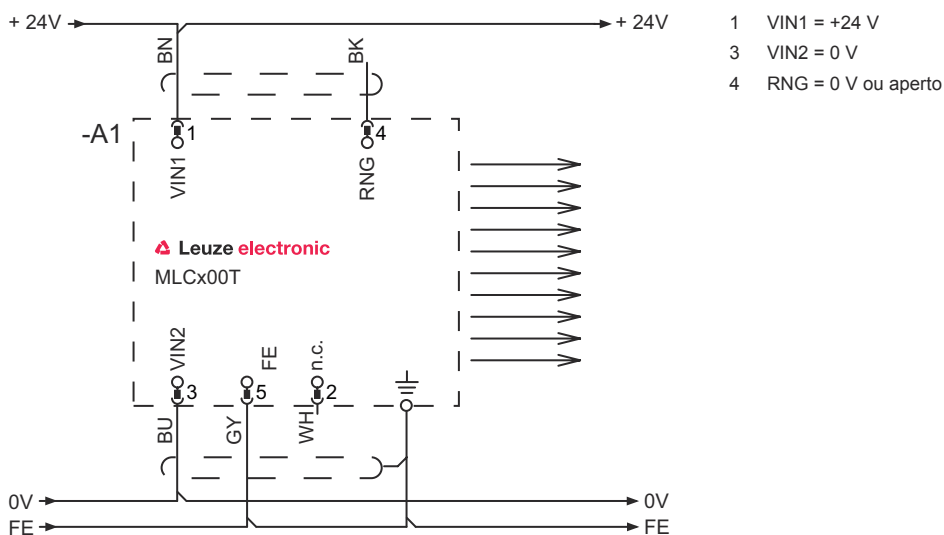 + 24V
+ 24V
1 VIN1 = +24 V
3 VIN2 = 0 V
4 RNG = 0 V ou aperto
BN
BK
-A1
1
4
VIN1
RNG
Leuze electronic
MLCx00T
VIN2
FE
n.c.
3
5
2
BU
GY
WH
0V
0V
FE
FE